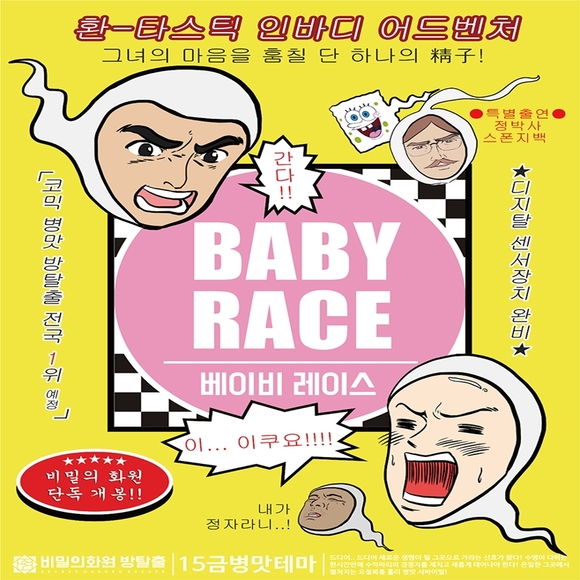 환-타스틱 인바디 어드벤처
그녀의 마음을 훔칠 단 하나의 精子!
●특별출연●
정박사
스폰지백
간다!!
「코믹 병맛 방탈출 전국 1위 예정」
★디지탈 센서장치 완비★
BABY
RACE
베이비 레이스
이... 이쿠요!!!!
★★★★★
비밀의 화원
단독 개봉!!
내가
정자라니..!
비밀의화원 방탈출
15금병맛테마